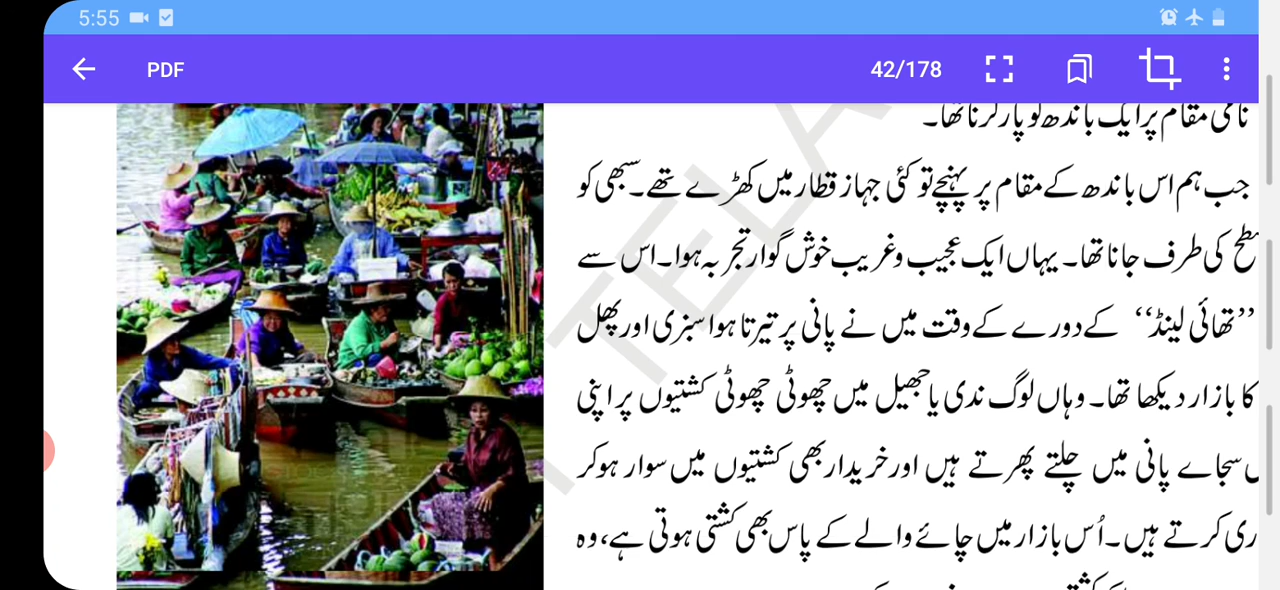 5:55
PDF
42/178
TELA
نامی مقام پر ایک باندھ کو پار کرنا تھا۔
جب ہم اس باندھ کے مقام پر پہنچے تو کئی جہاز قطار میں کھڑے تھے۔ سبھی کو
کی طرف جانا تھا۔ یہاں ایک عجیب و غریب خوش گوار تجربہ ہوا۔ اس سے
”تھائی لینڈ“ کے دورے کے وقت میں نے پانی پر تیرتا ہوا سبزی اور پھل
کا بازار دیکھا تھا۔ وہاں لوگ ندی یا جھیل میں چھوٹی چھوٹی کشتیوں پر اپنی
سجاے پانی میں چلتے پھرتے ہیں اور خریدار بھی کشتیوں میں سوار ہو کر
کرتے ہیں۔ اُس بازار میں چائے والے کے پاس بھی کشتی ہوتی ہے، وہ